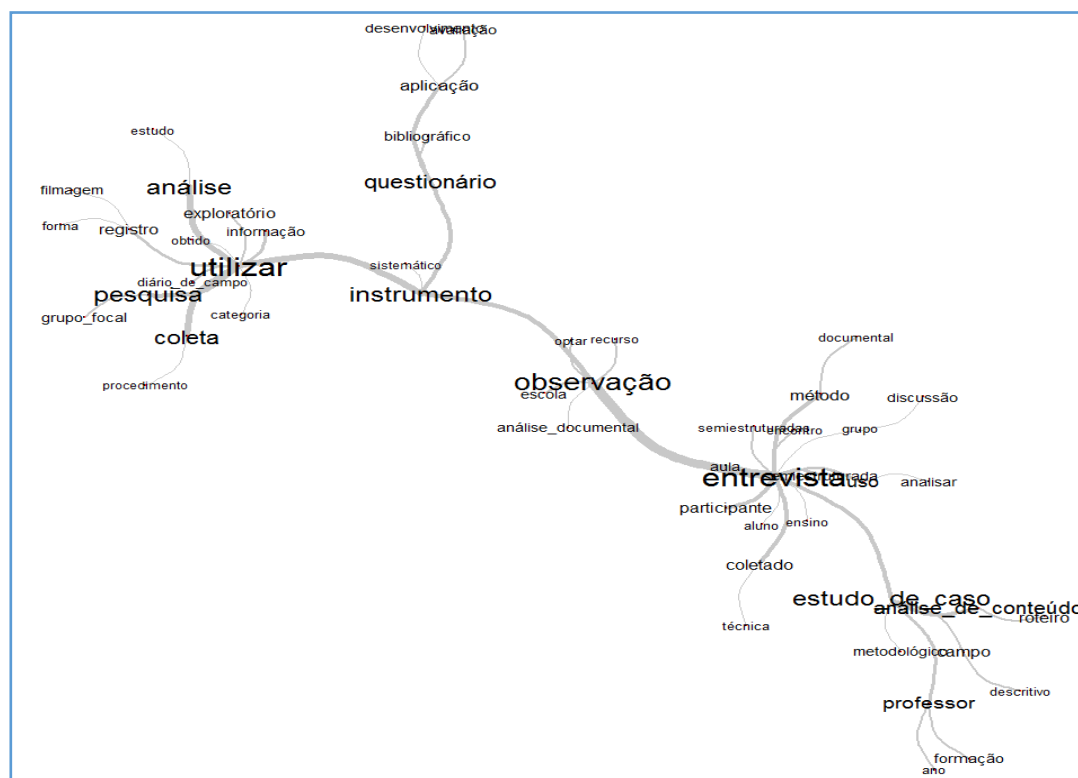 desenvolvimento
avaliação
aplicação
estudo
bibliográfico
análise
questionário
filmagem
exploratório
forma
registro
informação
obtido
utilizar
sistemático
diário_de_campo
pesquisa
instrumento
grupo_focal
categoria
coleta
documental
optar
recurso
observação
procedimento
escola
método
discussão
análise_documental
semiestruturadas
encontro
grupo
aula
entrevista
semiestruturada
uso
analisar
participante
aluno
ensino
coletado
estudo_de_caso
análise_de_conteúdo
roteiro
técnica
metodológico
campo
descritivo
professor
formação
ano